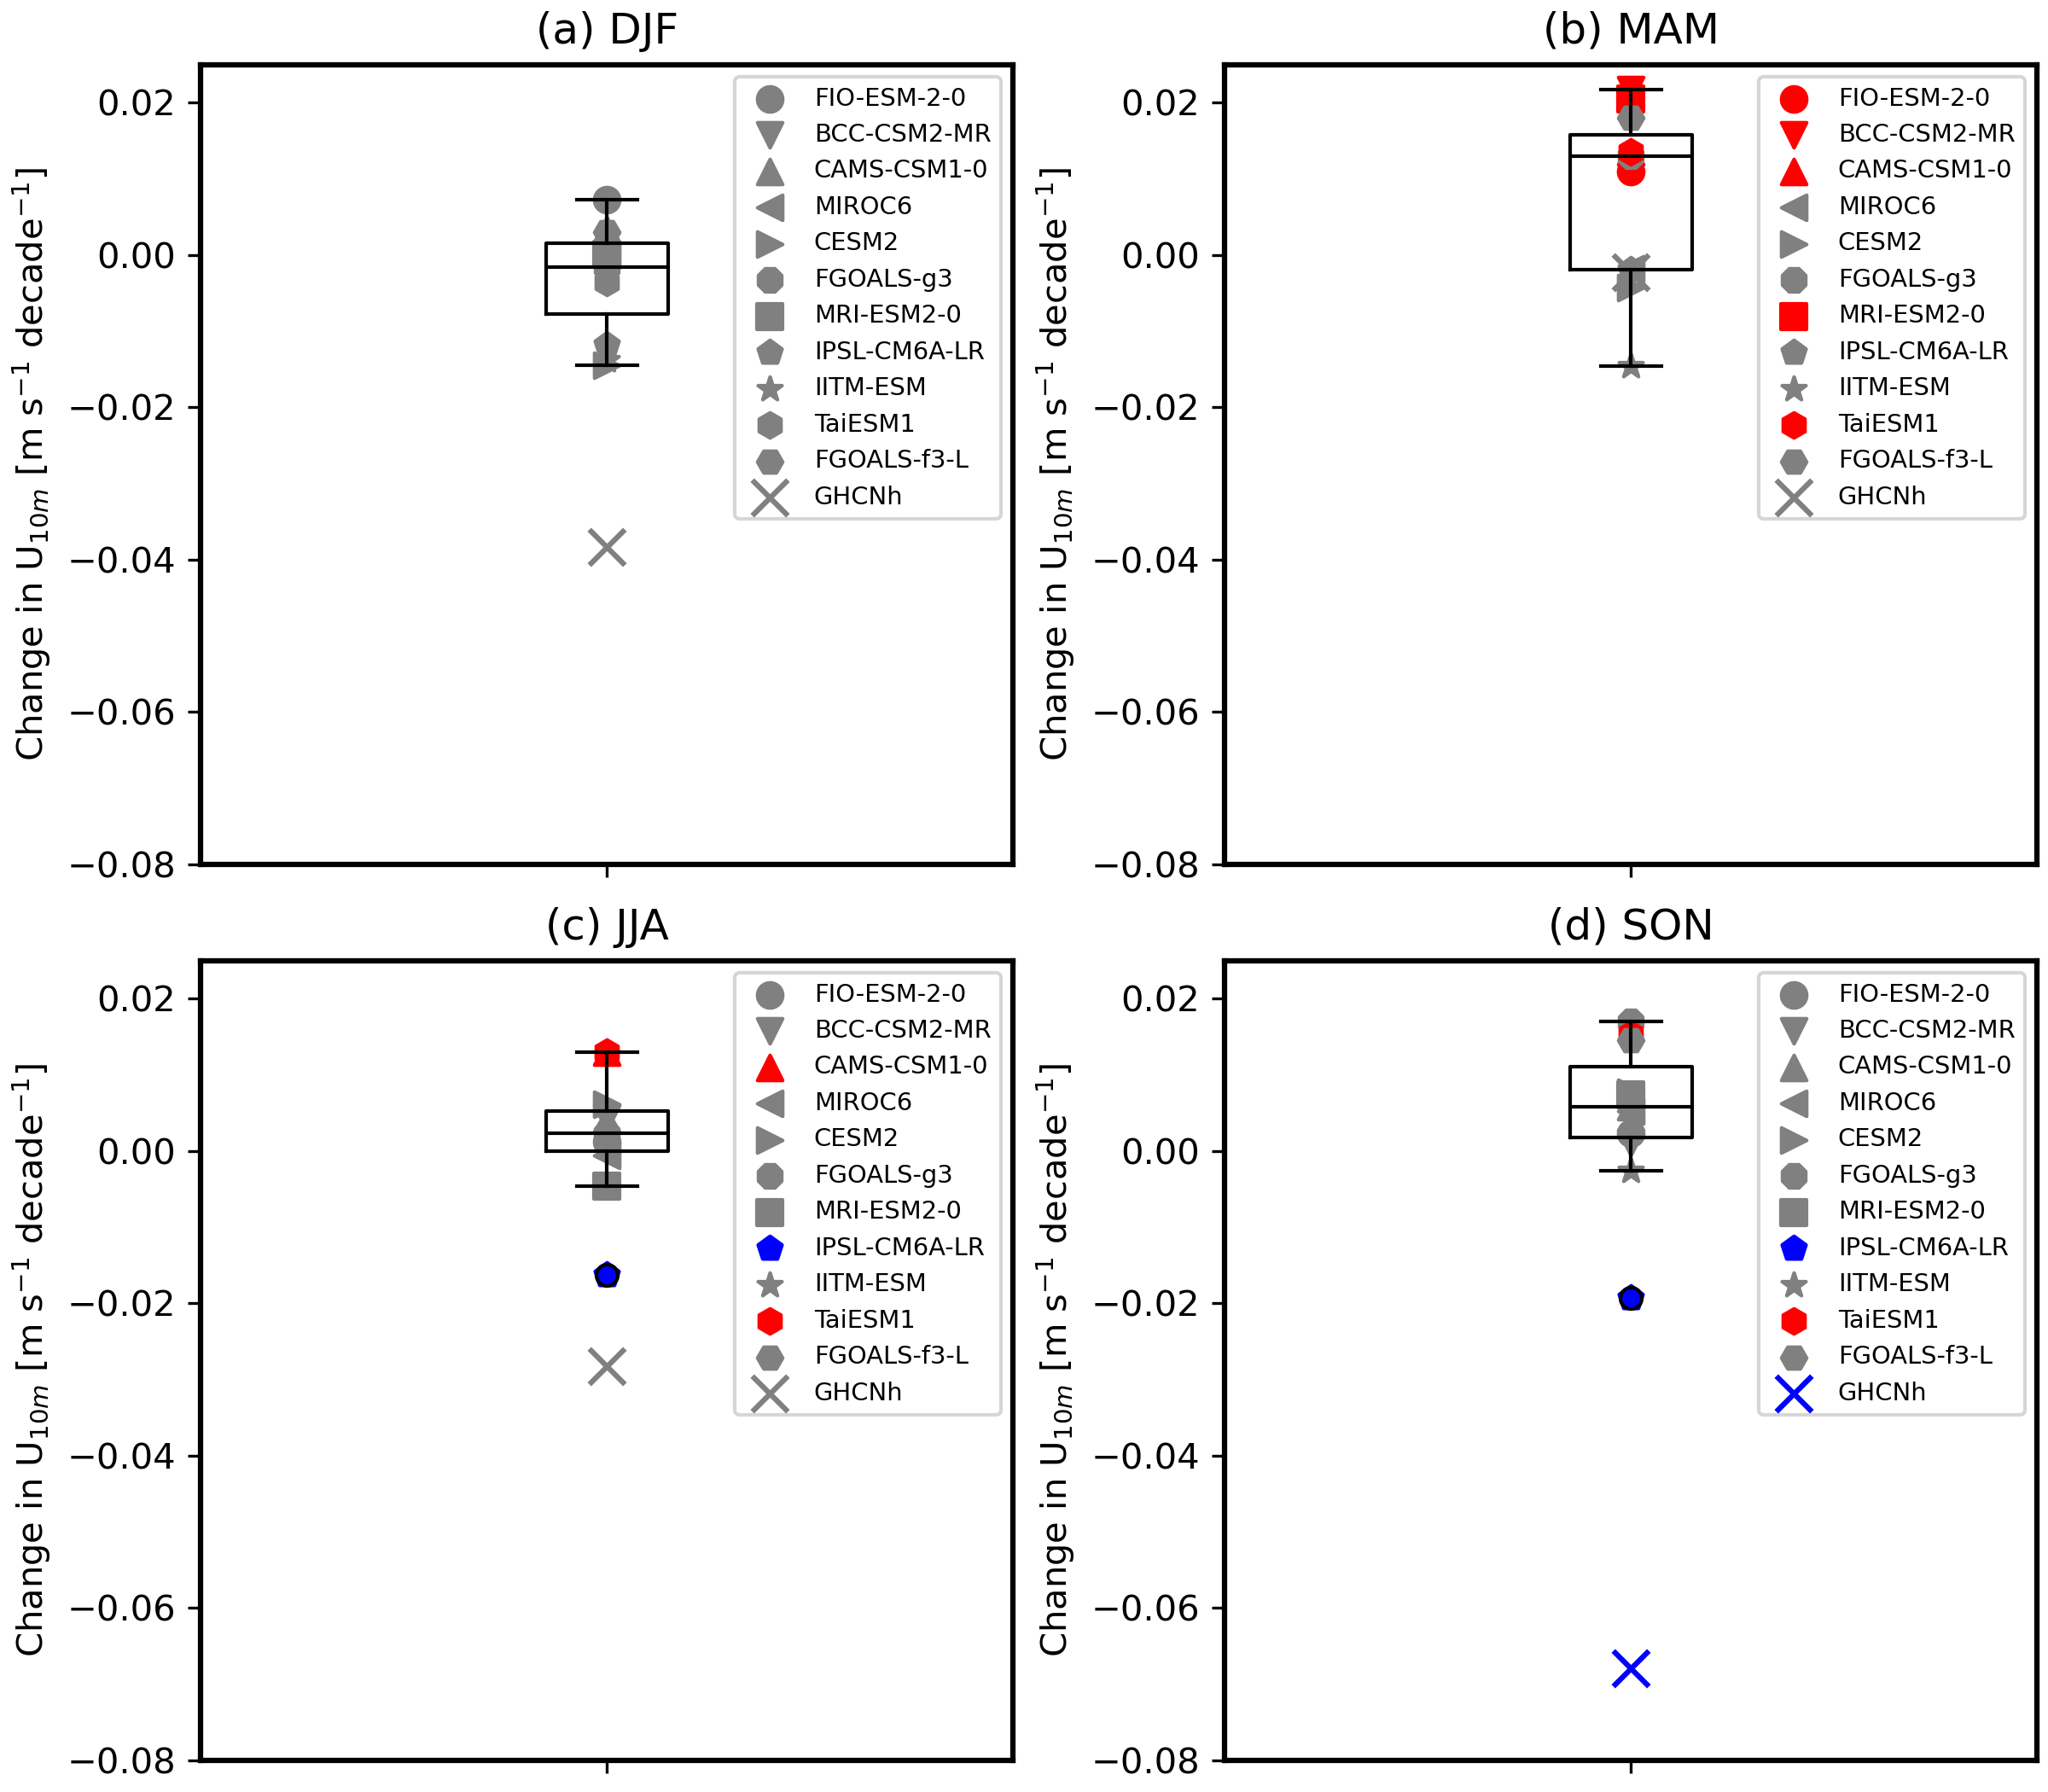 (a) DJF
Change in U₁₀ₘ [m s⁻¹ decade⁻¹]
0.02
0.00
−0.02
−0.04
−0.06
−0.08
FIO-ESM-2-0
BCC-CSM2-MR
CAMS-CSM1-0
MIROC6
CESM2
FGOALS-g3
MRI-ESM2-0
IPSL-CM6A-LR
IITM-ESM
TaiESM1
FGOALS-f3-L
GHCNh
(b) MAM
Change in U₁₀ₘ [m s⁻¹ decade⁻¹]
0.02
0.00
−0.02
−0.04
−0.06
−0.08
FIO-ESM-2-0
BCC-CSM2-MR
CAMS-CSM1-0
MIROC6
CESM2
FGOALS-g3
MRI-ESM2-0
IPSL-CM6A-LR
IITM-ESM
TaiESM1
FGOALS-f3-L
GHCNh
(c) JJA
Change in U₁₀ₘ [m s⁻¹ decade⁻¹]
0.02
0.00
−0.02
−0.04
−0.06
−0.08
FIO-ESM-2-0
BCC-CSM2-MR
CAMS-CSM1-0
MIROC6
CESM2
FGOALS-g3
MRI-ESM2-0
IPSL-CM6A-LR
IITM-ESM
TaiESM1
FGOALS-f3-L
GHCNh
(d) SON
Change in U₁₀ₘ [m s⁻¹ decade⁻¹]
0.02
0.00
−0.02
−0.04
−0.06
−0.08
FIO-ESM-2-0
BCC-CSM2-MR
CAMS-CSM1-0
MIROC6
CESM2
FGOALS-g3
MRI-ESM2-0
IPSL-CM6A-LR
IITM-ESM
TaiESM1
FGOALS-f3-L
GHCNh